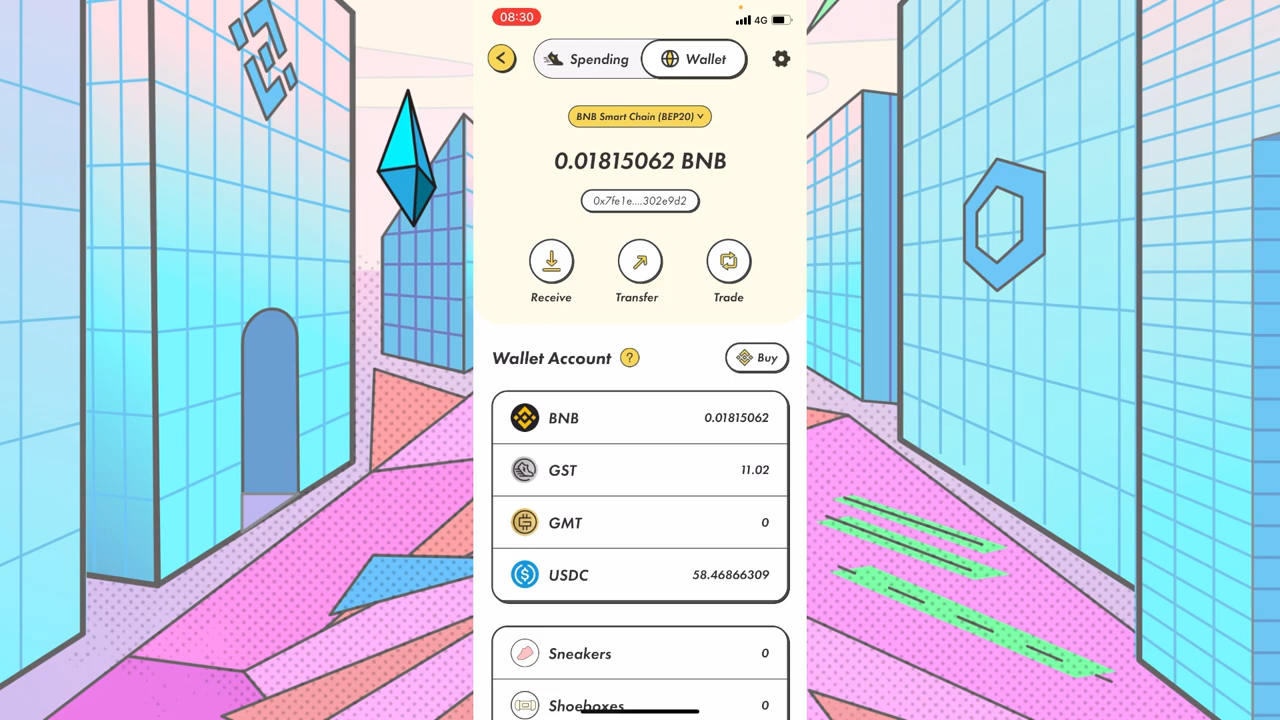 08:30
4G
Spending
Wallet
BNB Smart Chain (BEP20)
0.01815062 BNB
0x7fe1e....302e9d2
Receive
Transfer
Trade
Wallet Account ?
Buy
BNB 0.01815062
GST 11.02
GMT 0
USDC 58.46866309
Sneakers 0
Shoeboxes 0